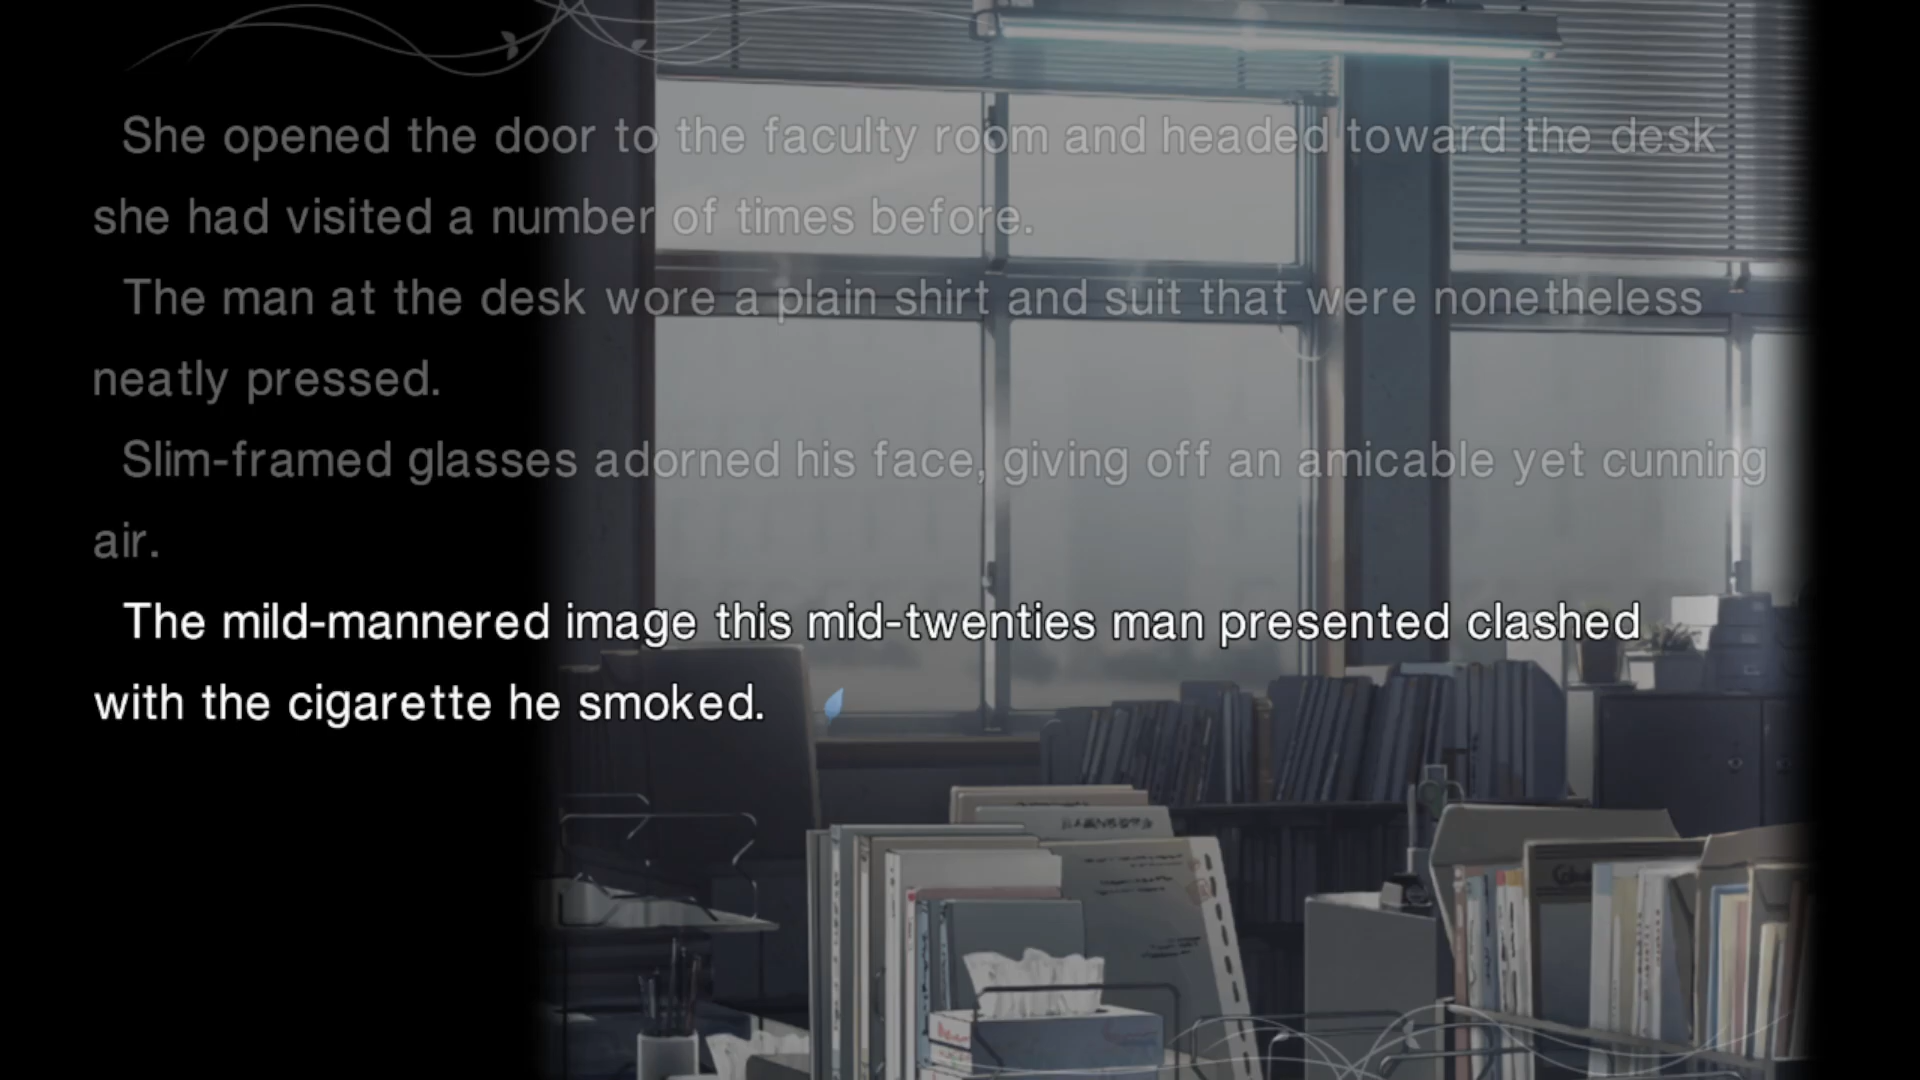 She opened the door to the faculty room and headed toward the desk
she had visited a number of times before.
The man at the desk wore a plain shirt and suit that were nonetheless
neatly pressed.
Slim-framed glasses adorned his face, giving off an amicable yet cunning
air.
The mild-mannered image this mid-twenties man presented clashed
with the cigarette he smoked.